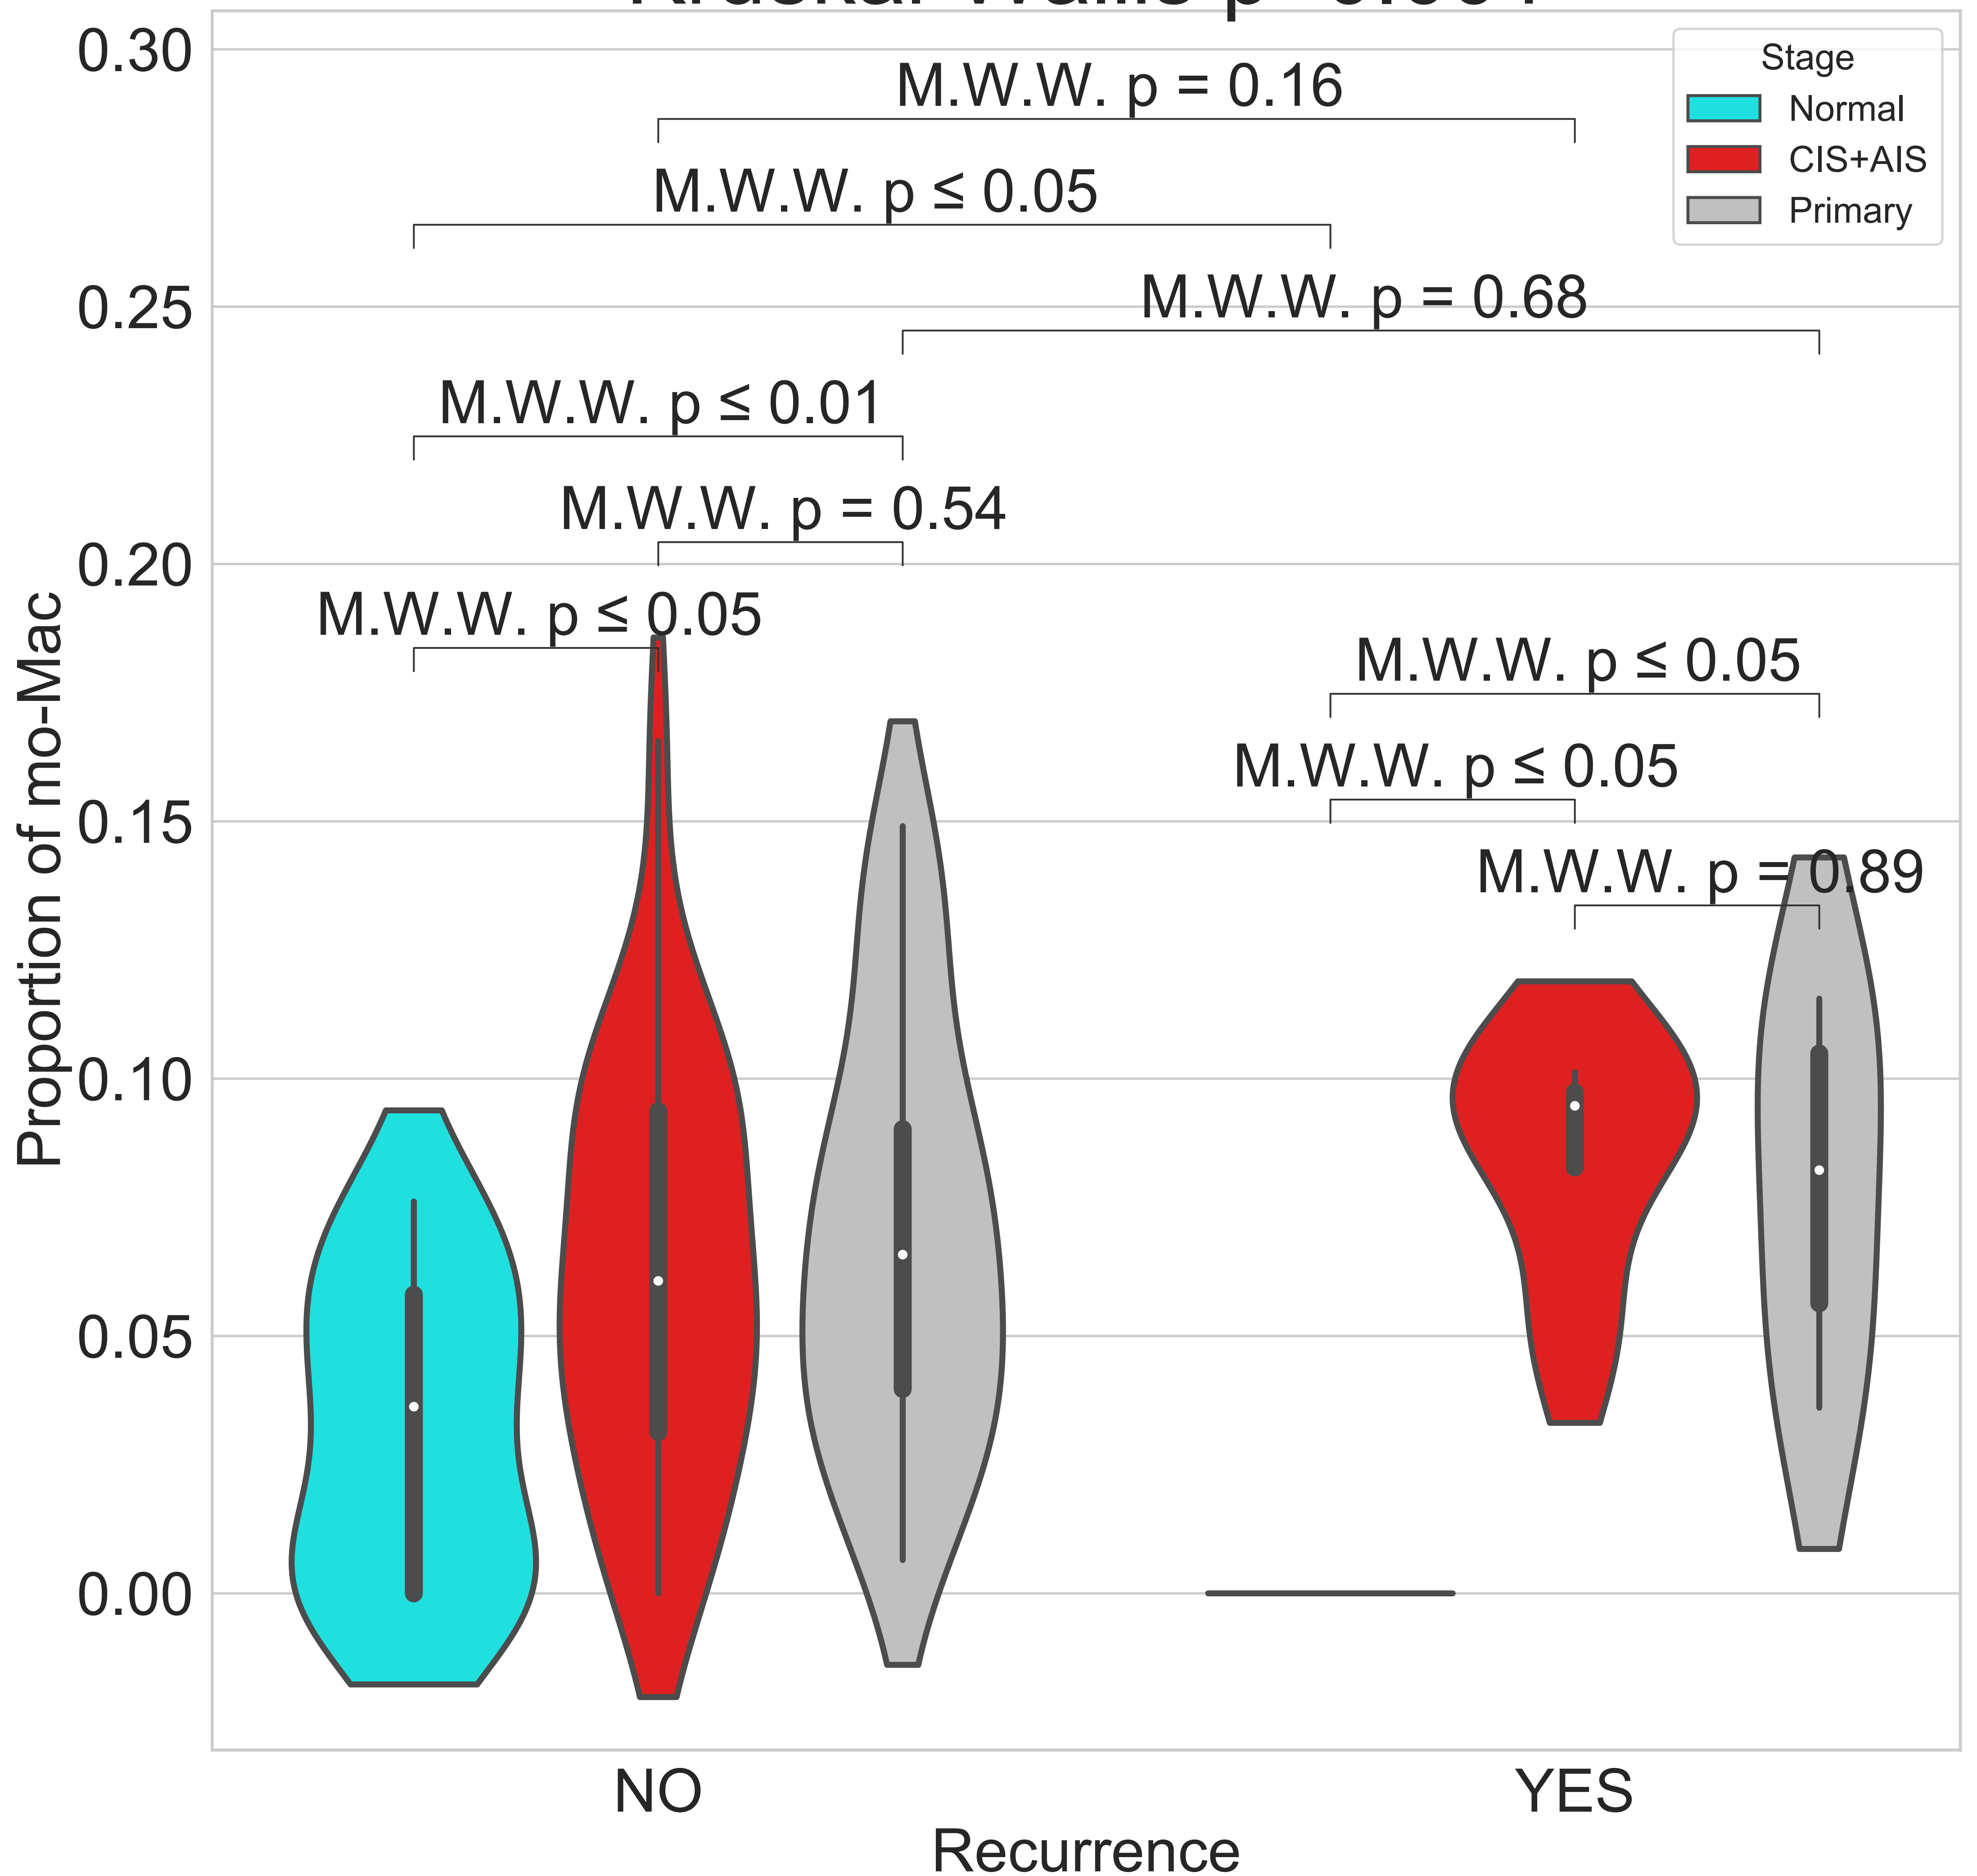 0.30
0.25
0.20
0.15
0.10
0.05
0.00
Proportion of mo-Mac
M.W.W. p = 0.16
M.W.W. p ≤ 0.05
M.W.W. p = 0.68
M.W.W. p ≤ 0.01
M.W.W. p = 0.54
M.W.W. p ≤ 0.05
M.W.W. p ≤ 0.05
M.W.W. p ≤ 0.05
M.W.W. p = 0.89
Stage
Normal
CIS+AIS
Primary
NO
YES
Recurrence